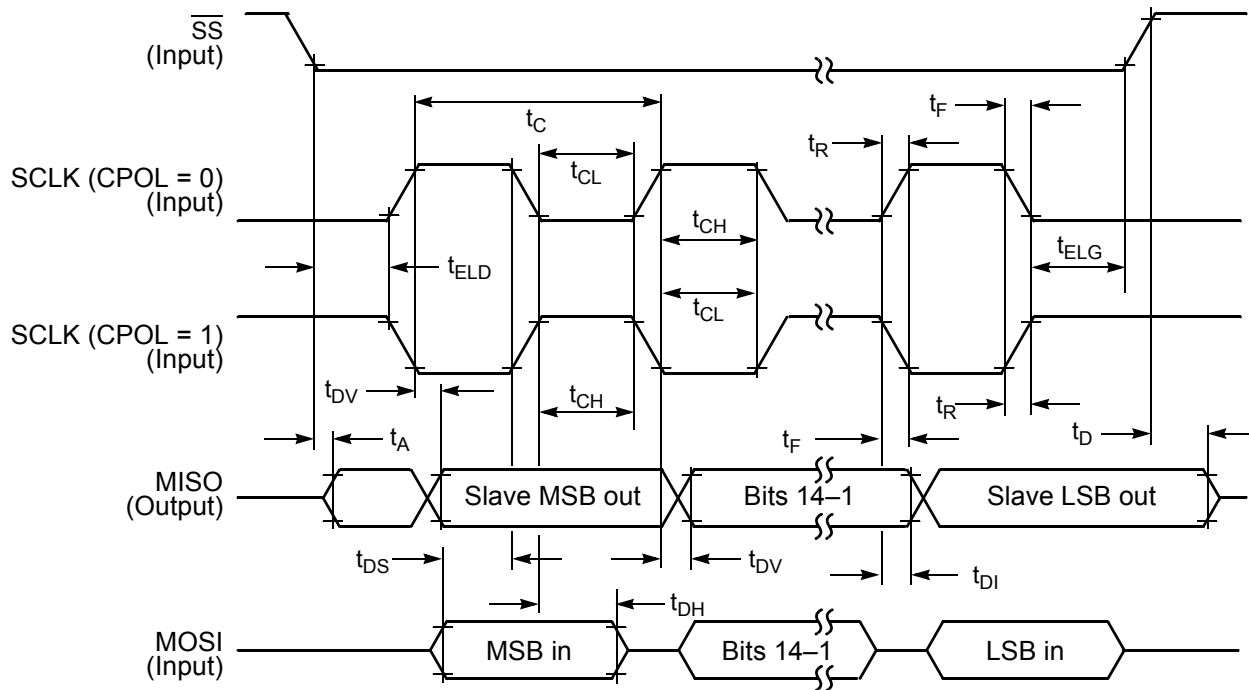 SS
(Input)
t_F
t_C
t_R
SCLK (CPOL = 0)
(Input)
t_CL
t_CH
t_ELD
t_ELG
t_CL
SCLK (CPOL = 1)
(Input)
t_DV
t_CH
t_R
t_A
t_F
t_D
MISO
(Output)
Slave MSB out
Bits 14–1
Slave LSB out
t_DS
t_DV
t_DI
t_DH
MOSI
(Input)
MSB in
Bits 14–1
LSB in